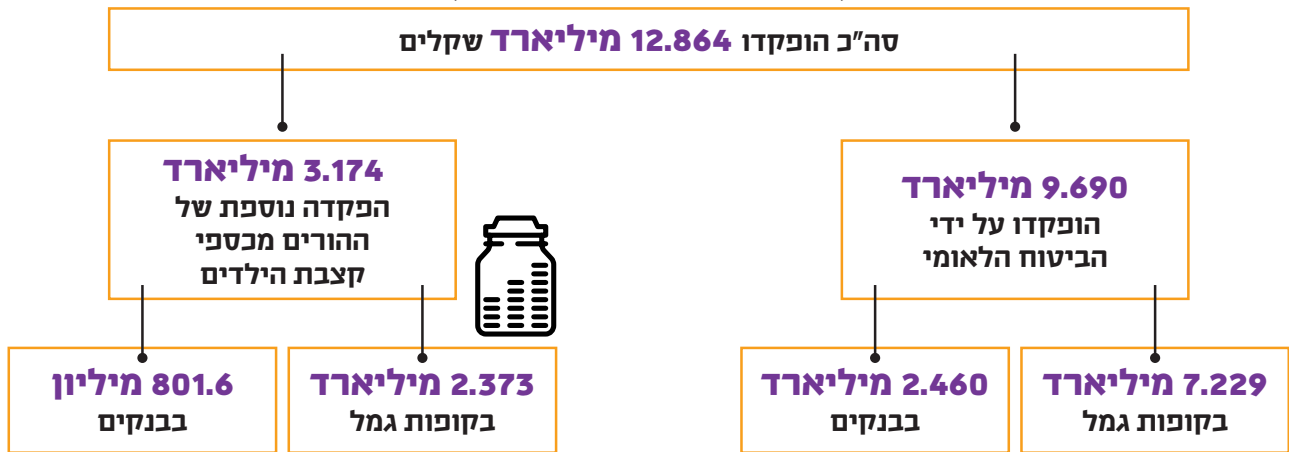 סה"כ הופקדו 12.864 מיליארד שקלים
9.690 מיליארד
הופקדו על ידי
הביטוח הלאומי
7.229 מיליארד
בקופות גמל
2.460 מיליארד
בבנקים
3.174 מיליארד
הפקדה נוספת של
ההורים מכספי
קצבת הילדים
2.373 מיליארד
בקופות גמל
801.6 מיליון
בבנקים